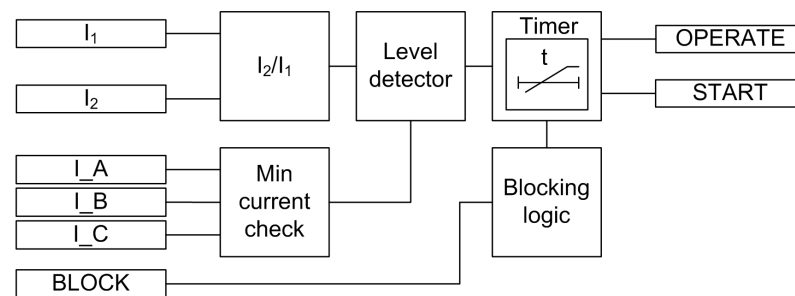 I₁
I₂
I₂/I₁
Level
detector
Timer
t
OPERATE
START
I_A
I_B
I_C
Min
current
check
Blocking
logic
BLOCK